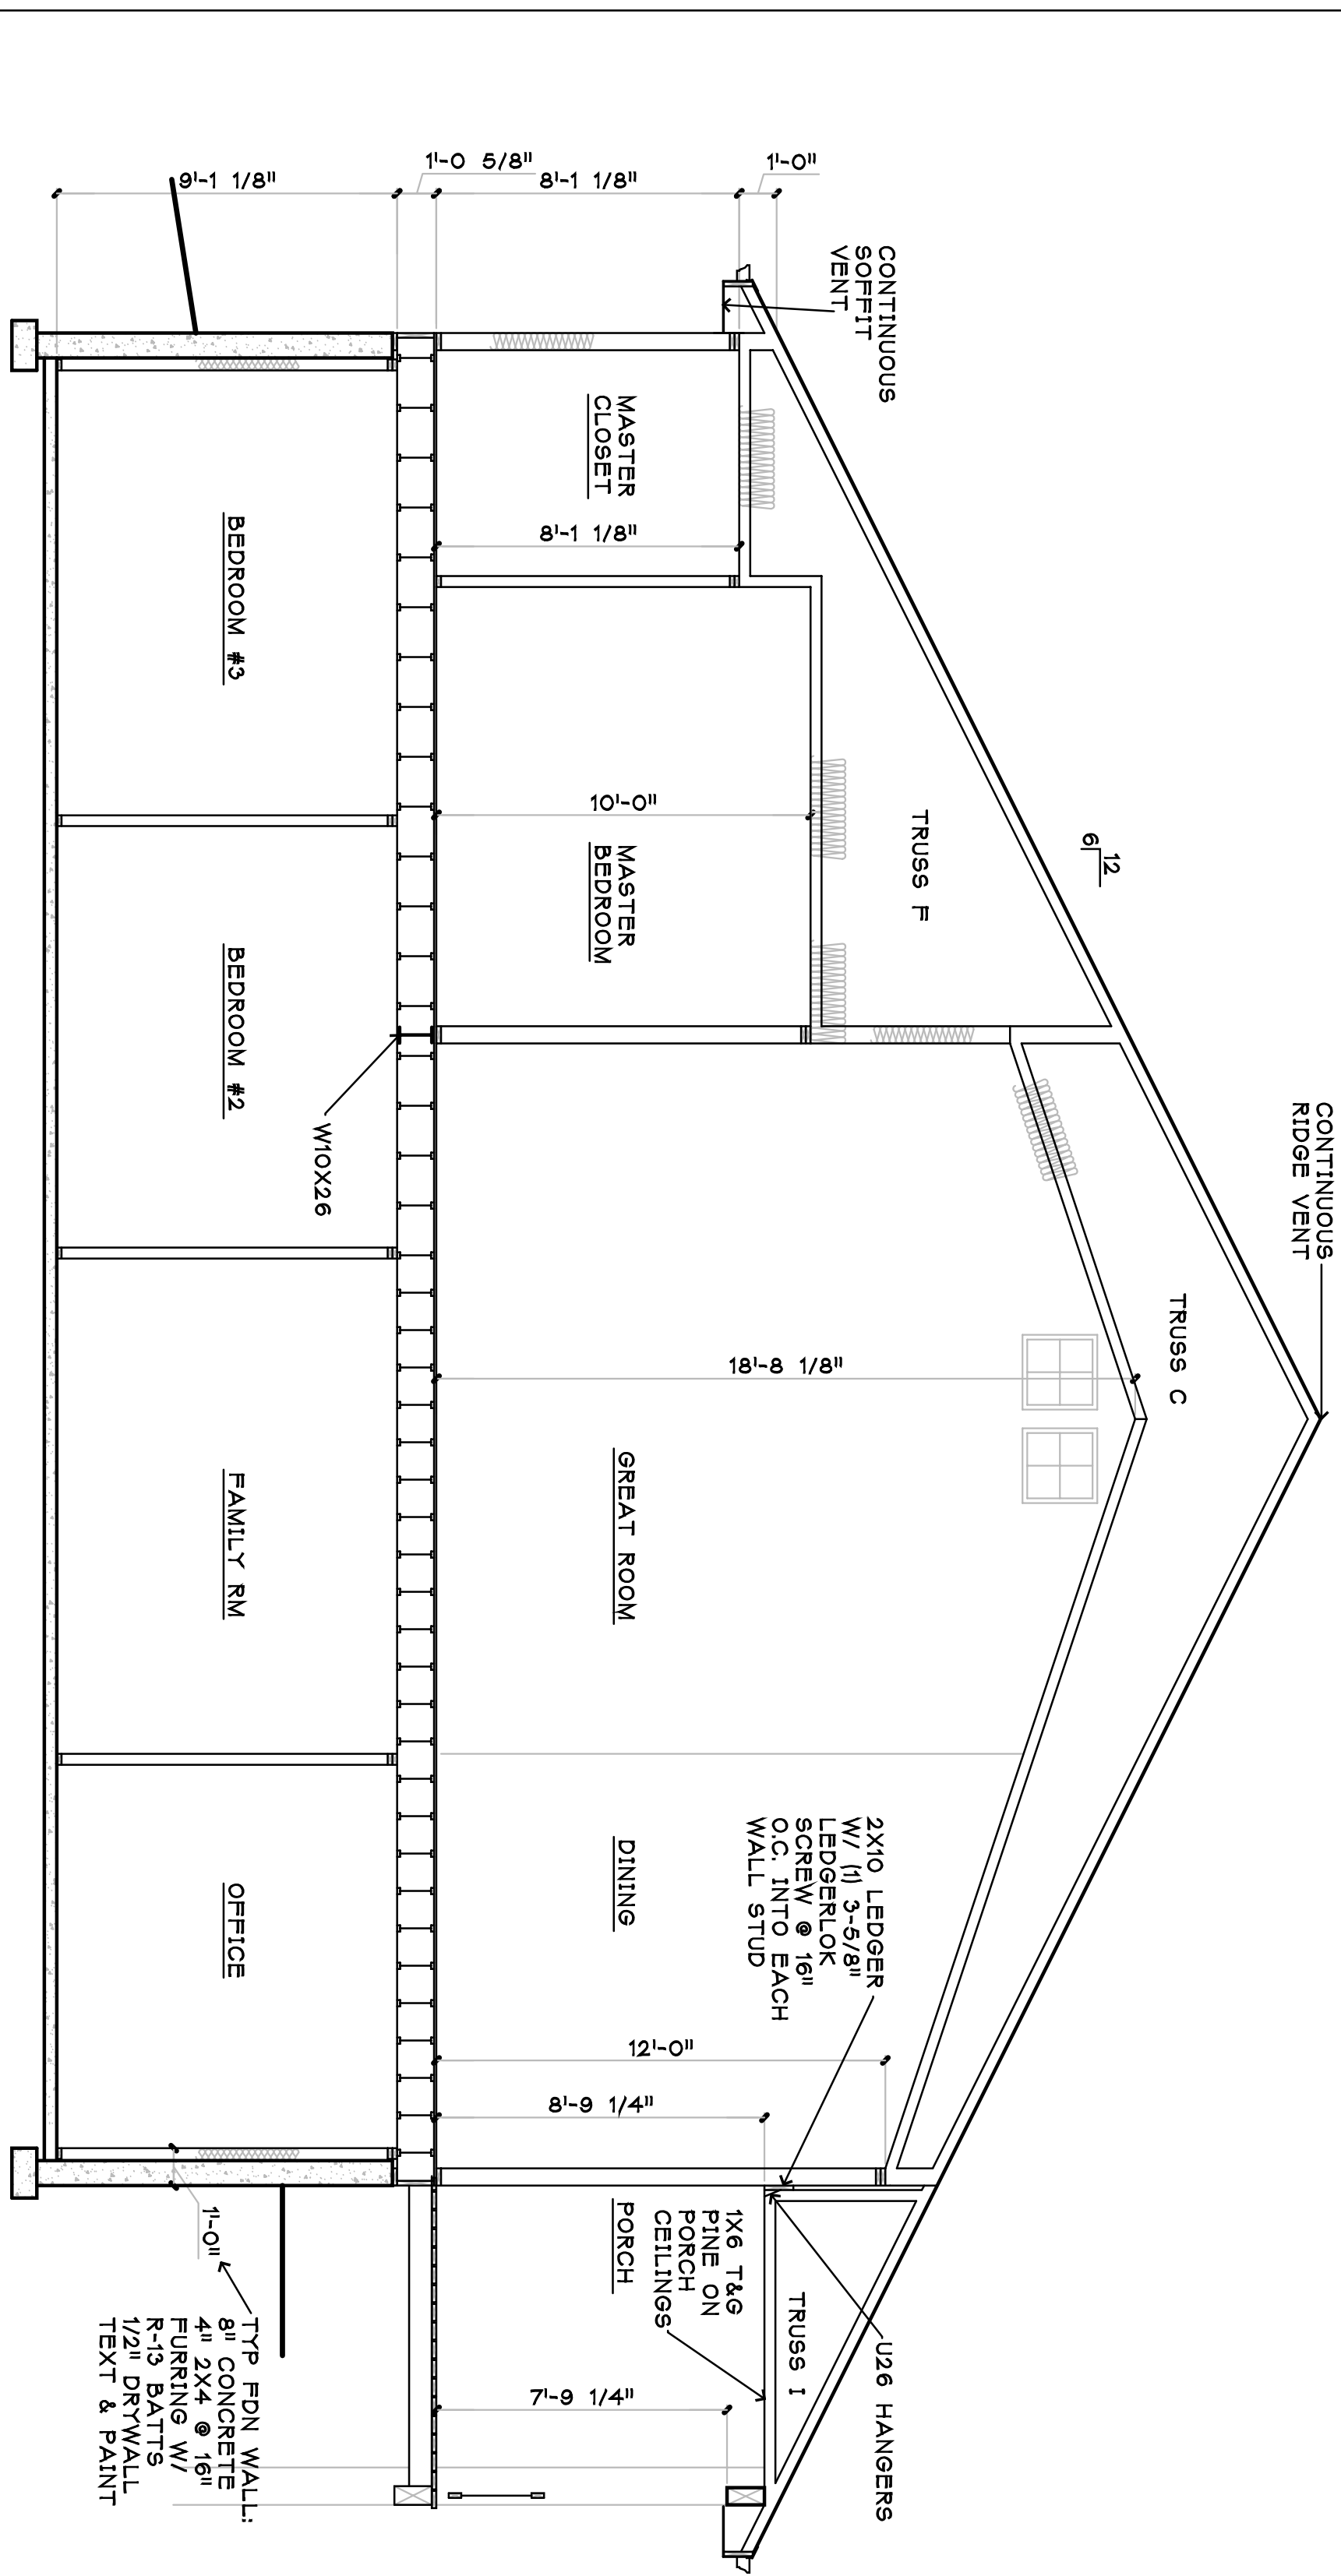 CONTINUOUS
RIDGE VENT
12
6
TRUSS C
TRUSS F
CONTINUOUS
SOFFIT
VENT
1'-0"
8'-1 1/8"
1'-0 5/8"
9'-1 1/8"
MASTER
CLOSET
8'-1 1/8"
10'-0"
MASTER
BEDROOM
18'-8 1/8"
GREAT ROOM
DINING
2X10 LEDGER
W/ (1) 3-5/8"
LEDGERLOK
SCREW @ 16"
O.C. INTO EACH
WALL STUD
12'-0"
8'-9 1/4"
PORCH
1X6 T&G
PINE ON
PORCH
CEILINGS
TRUSS I
U26 HANGERS
7'-9 1/4"
W10X26
BEDROOM #3
BEDROOM #2
FAMILY RM
OFFICE
1'-0"
TYP FDN WALL:
8" CONCRETE
4" 2X4 @ 16"
FURRING W/
R-13 BATTS
1/2" DRYWALL
TEXT & PAINT